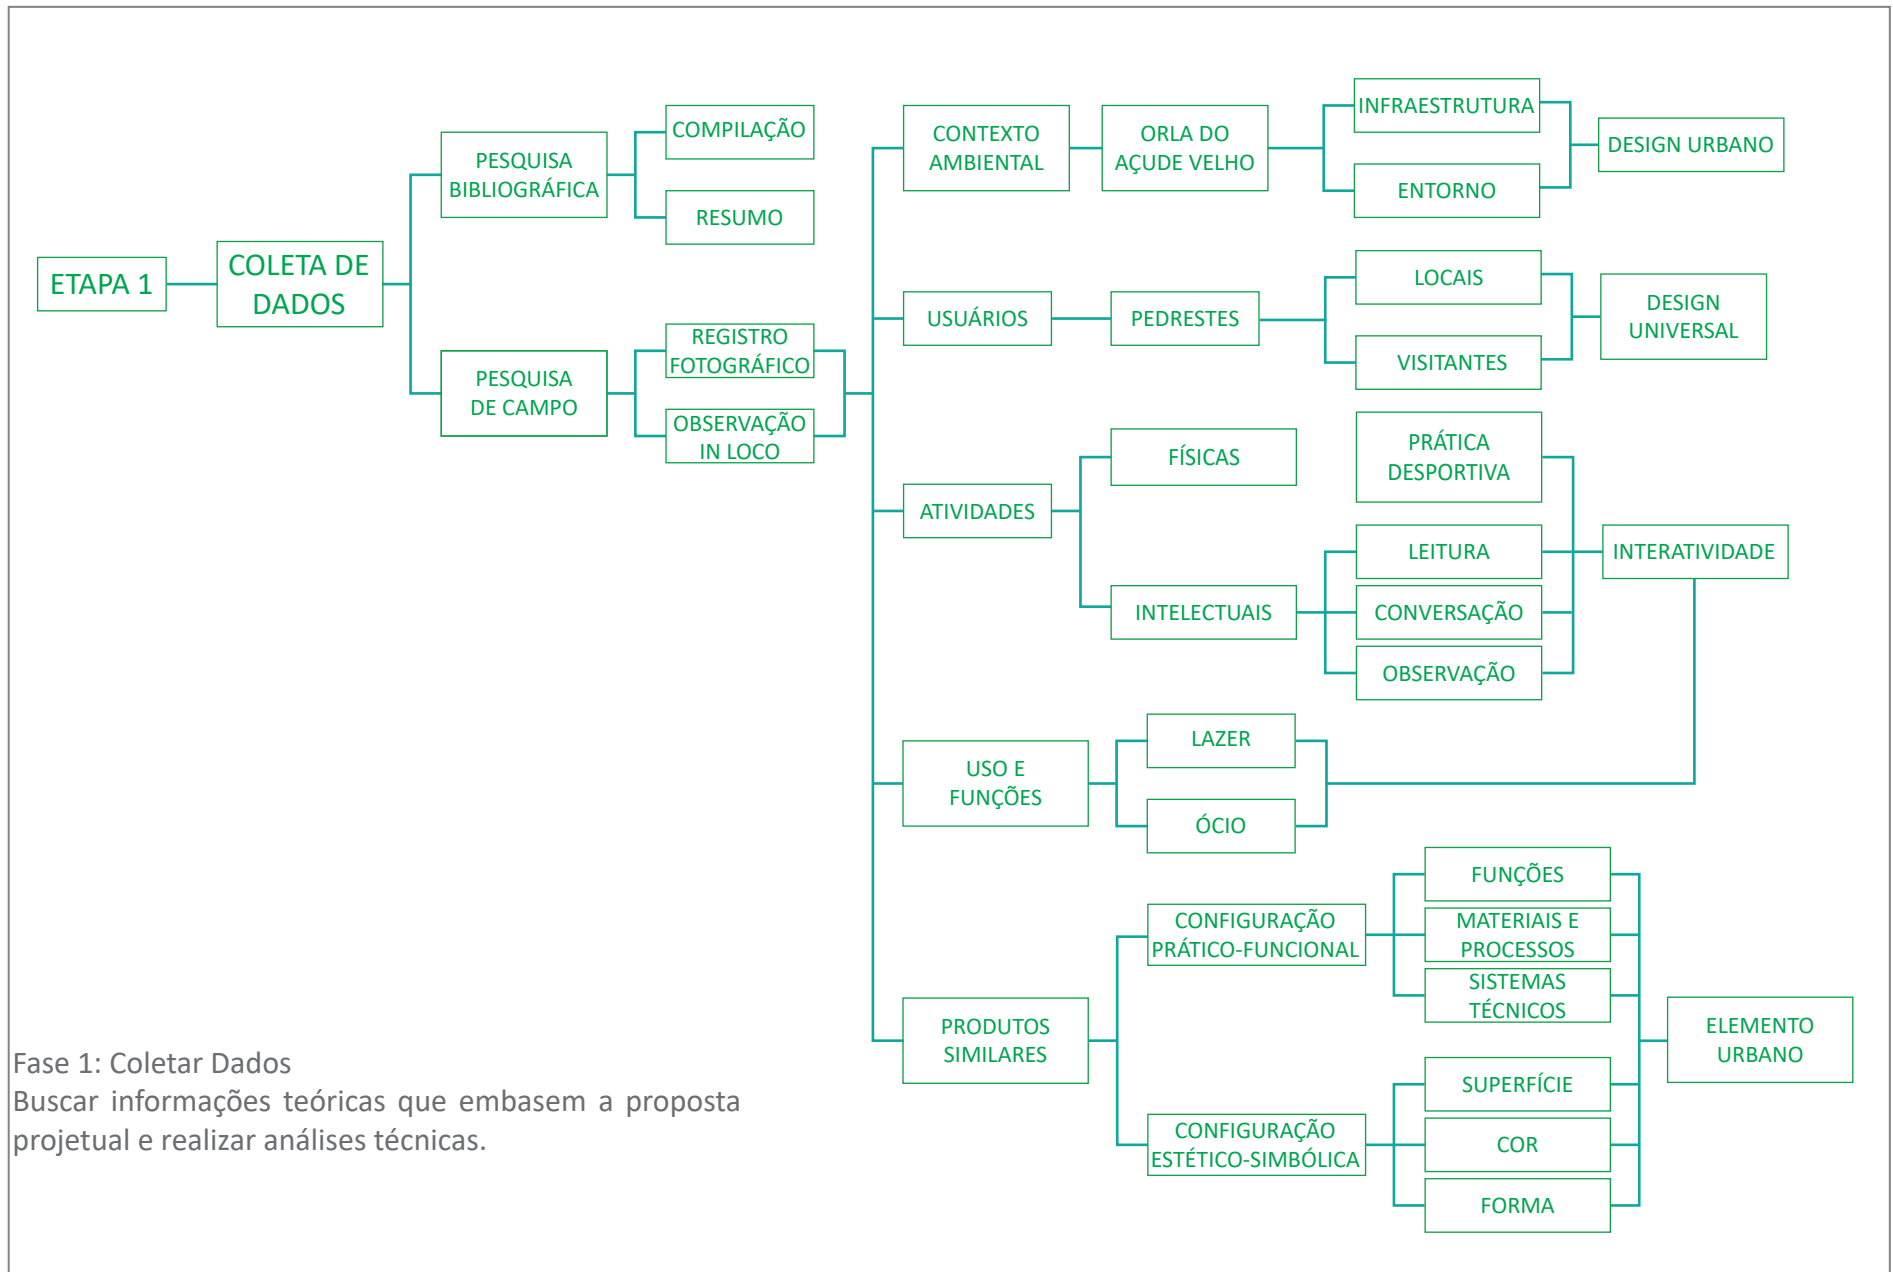 ETAPA 1
COLETA DE
DADOS
PESQUISA
BIBLIOGRÁFICA
COMPILAÇÃO
RESUMO
PESQUISA
DE CAMPO
REGISTRO
FOTOGRÁFICO
OBSERVAÇÃO
IN LOCO
CONTEXTO
AMBIENTAL
ORLA DO
AÇUDE VELHO
INFRAESTRUTURA
ENTORNO
DESIGN URBANO
USUÁRIOS
PEDRESTES
LOCAIS
VISITANTES
DESIGN
UNIVERSAL
ATIVIDADES
FÍSICAS
INTELECTUAIS
PRÁTICA
DESPORTIVA
LEITURA
CONVERSAÇÃO
OBSERVAÇÃO
INTERATIVIDADE
USO E
FUNÇÕES
LAZER
ÓCIO
PRODUTOS
SIMILARES
CONFIGURAÇÃO
PRÁTICO-FUNCIONAL
FUNÇÕES
MATERIAIS E
PROCESSOS
SISTEMAS
TÉCNICOS
CONFIGURAÇÃO
ESTÉTICO-SIMBÓLICA
SUPERFÍCIE
COR
FORMA
ELEMENTO
URBANO
Fase 1: Coletar Dados
Buscar informações teóricas que embasem a proposta
projetual e realizar análises técnicas.